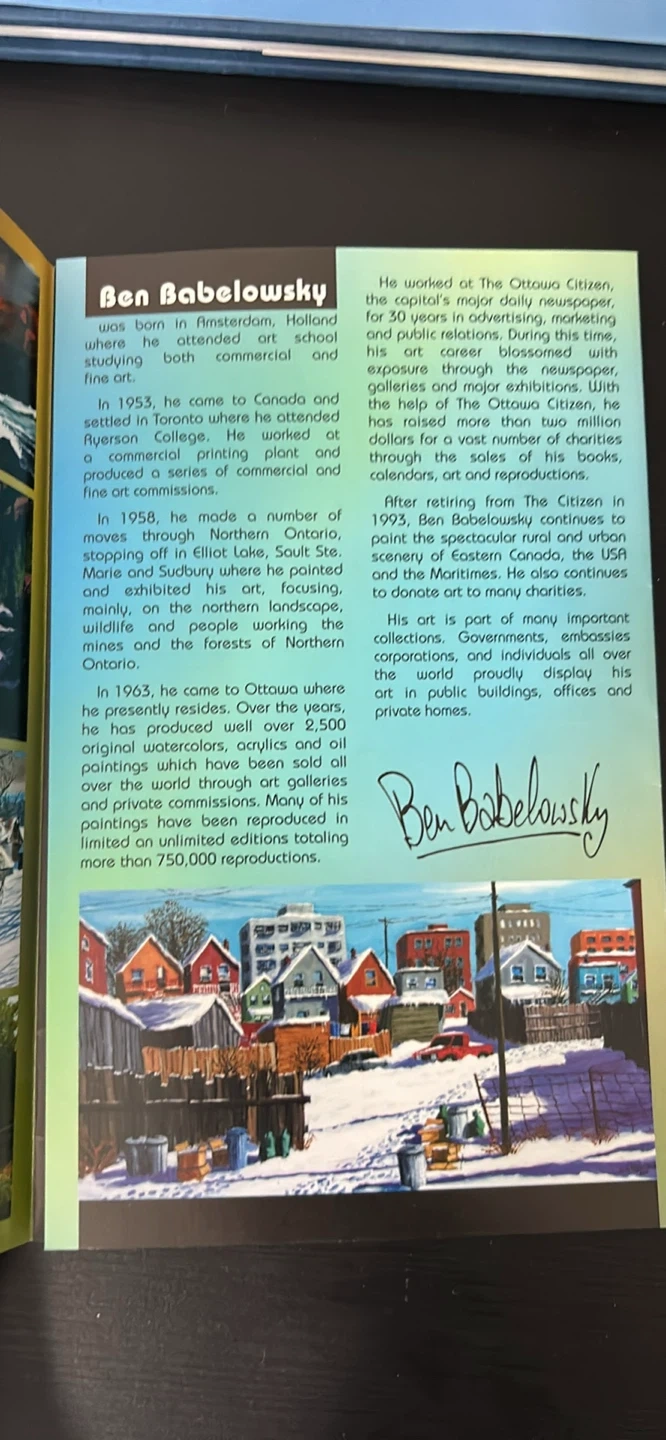 Ben Babelowsky
was born in Amsterdam, Holland
where he attended art school
studying both commercial and
fine art.
In 1953, he came to Canada and
settled in Toronto where he attended
Ryerson College. He worked at
a commercial printing plant and
produced a series of commercial and
fine art commissions.
In 1958, he made a number of
moves through Northern Ontario,
stopping off in Elliot Lake, Sault Ste.
Marie and Sudbury where he painted
and exhibited his art, focusing,
mainly, on the northern landscape,
wildlife and people working the
mines and the forests of Northern
Ontario.
In 1963, he came to Ottawa where
he presently resides. Over the years,
he has produced well over 2,500
original watercolors, acrylics and oil
paintings which have been sold all
over the world through art galleries
and private commissions. Many of his
paintings have been reproduced in
limited an unlimited editions totaling
more than 750,000 reproductions.
He worked at The Ottawa Citizen,
the capital's major daily newspaper,
for 30 years in advertising, marketing
and public relations. During this time,
his art career blossomed with
exposure through the newspaper,
galleries and major exhibitions. With
the help of The Ottawa Citizen, he
has raised more than two million
dollars for a vast number of charities
through the sales of his books,
calendars, art and reproductions.
After retiring from The Citizen in
1993, Ben Babelowsky continues to
paint the spectacular rural and urban
scenery of Eastern Canada, the USA
and the Maritimes. He also continues
to donate art to many charities.
His art is part of many important
collections. Governments, embassies
corporations, and individuals all over
the world proudly display his
art in public buildings, offices and
private homes.
Ben Babelowsky